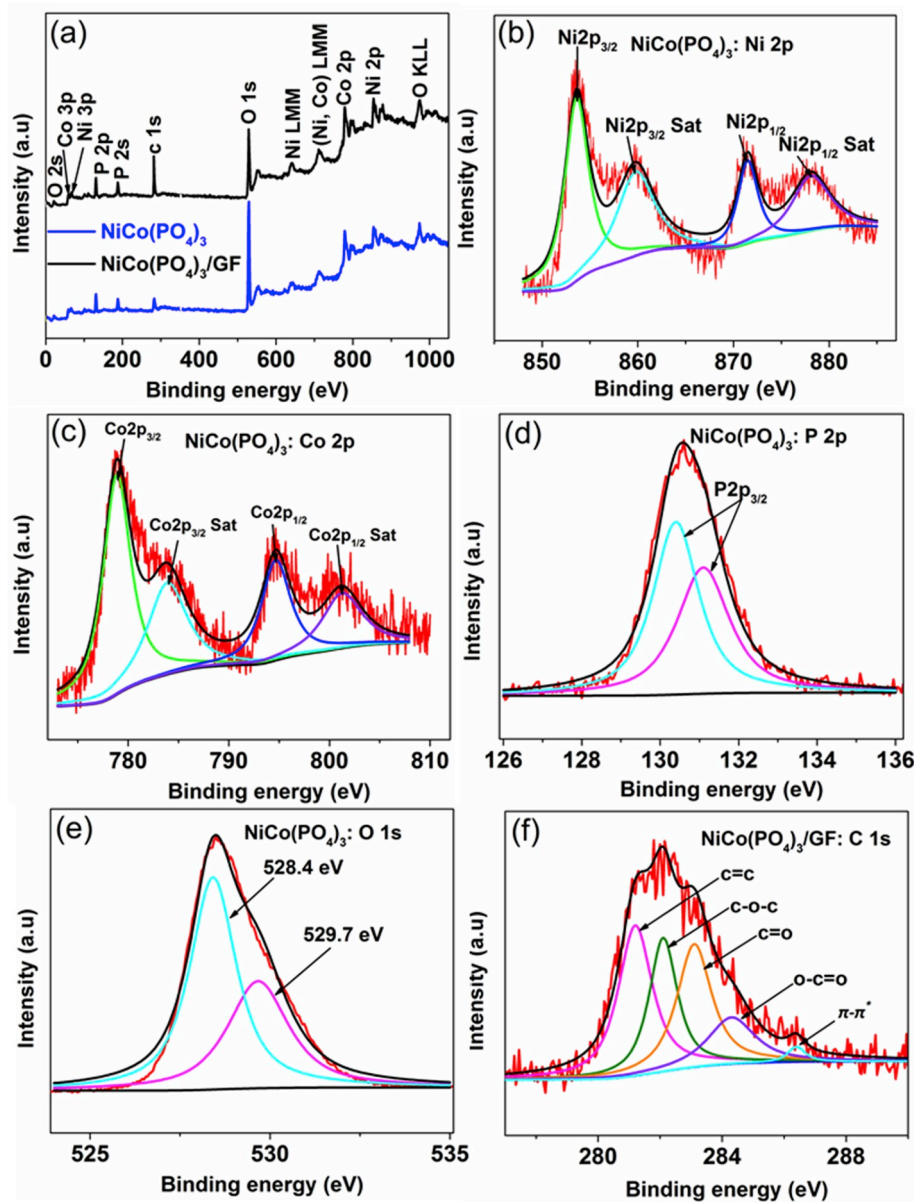 (a)
O 2s
Co 3p
Ni 3p
P 2p
P 2s
c 1s
O 1s
Ni LMM
(Ni, Co) LMM
Co 2p
Ni 2p
O KLL
NiCo(PO₄)₃
NiCo(PO₄)₃/GF
Intensity (a.u)
0 200 400 600 800 1000
Binding energy (eV)
(b)
Ni2p₃/₂
NiCo(PO₄)₃: Ni 2p
Ni2p₃/₂ Sat
Ni2p₁/₂
Ni2p₁/₂ Sat
Intensity (a.u)
850 860 870 880
Binding energy (eV)
(c)
Co2p₃/₂
NiCo(PO₄)₃: Co 2p
Co2p₃/₂ Sat
Co2p₁/₂
Co2p₁/₂ Sat
Intensity (a.u)
780 790 800 810
Binding energy (eV)
(d)
NiCo(PO₄)₃: P 2p
P2p₃/₂
Intensity (a.u)
126 128 130 132 134 136
Binding energy (eV)
(e)
NiCo(PO₄)₃: O 1s
528.4 eV
529.7 eV
Intensity (a.u)
525 530 535
Binding energy (eV)
(f)
NiCo(PO₄)₃/GF: C 1s
C=C
C-O-C
C=O
O-C=O
π-π*
Intensity (a.u)
280 284 288
Binding energy (eV)